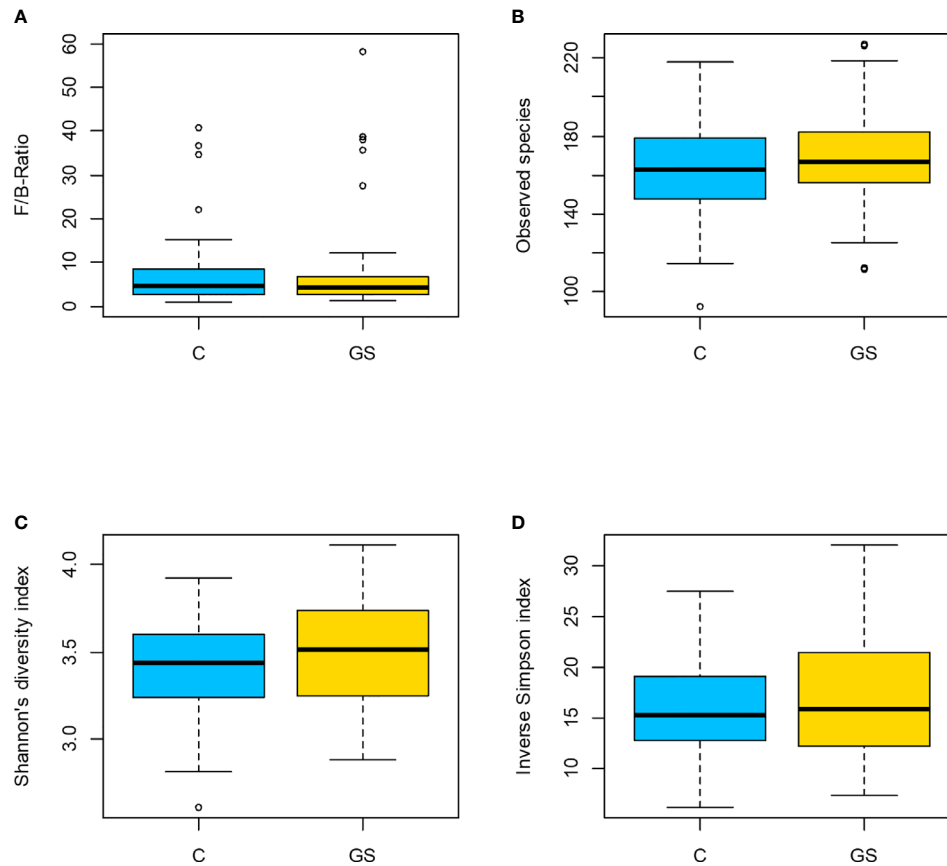 A
F/B-Ratio
60
50
40
30
20
10
0
C
GS
B
Observed species
220
180
140
100
C
GS
C
Shannon's diversity index
4.0
3.5
3.0
C
GS
D
Inverse Simpson index
30
25
20
15
10
C
GS